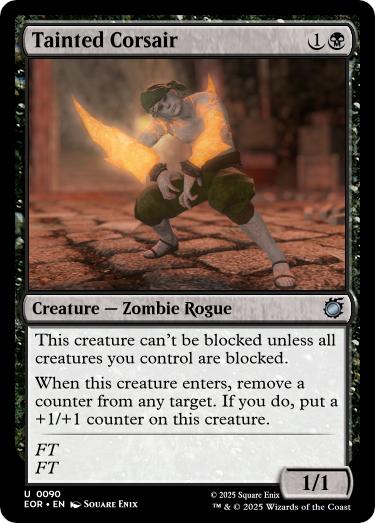 Tainted Corsair
1
Creature — Zombie Rogue
This creature can't be blocked unless all
creatures you control are blocked.
When this creature enters, remove a
counter from any target. If you do, put a
+1/+1 counter on this creature.
FT
FT
1/1
U 0090
EOR • EN SQUARE ENIX
© 2025 Square Enix
™ & © 2025 Wizards of the Coast